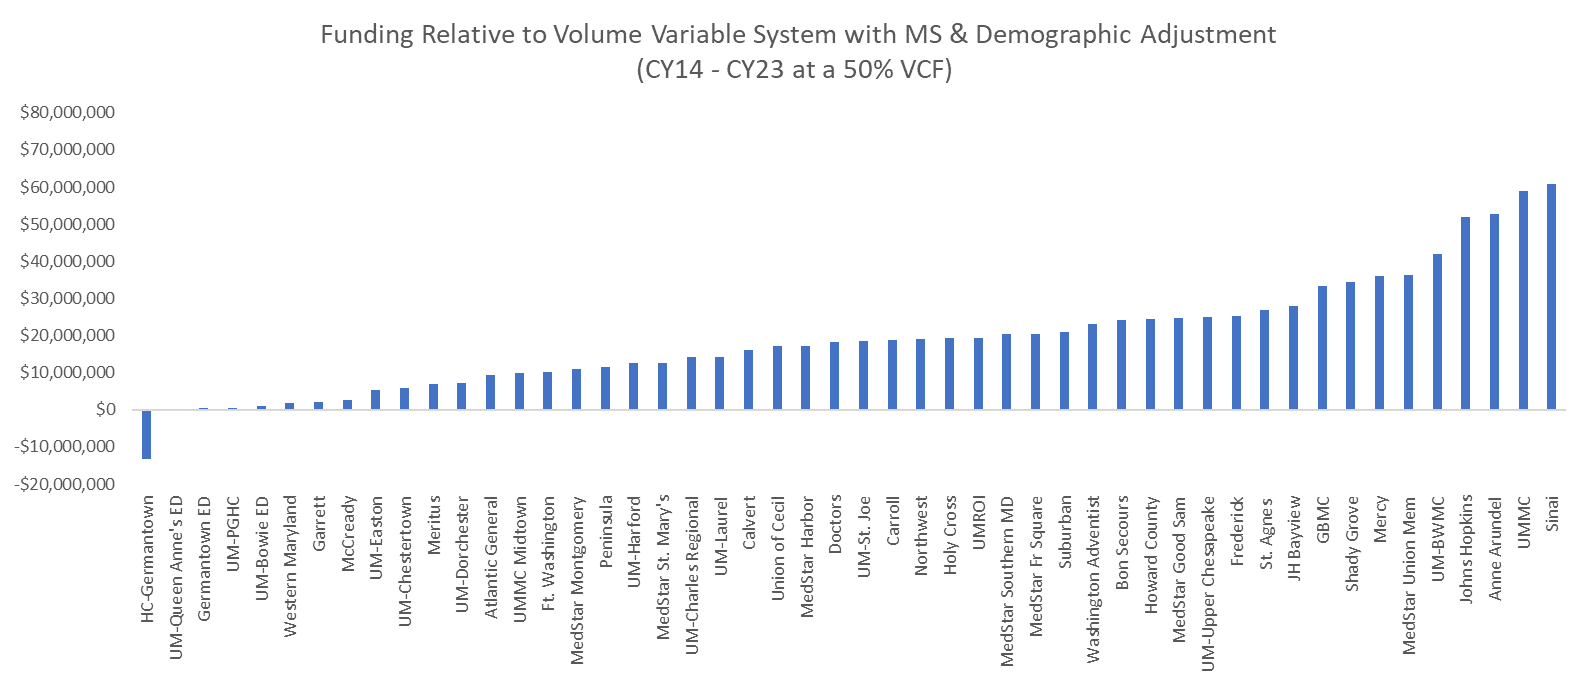 Funding Relative to Volume Variable System with MS & Demographic Adjustment
(CY14 - CY23 at a 50% VCF)
$80,000,000
$70,000,000
$60,000,000
$50,000,000
$40,000,000
$30,000,000
$20,000,000
$10,000,000
$0
-$10,000,000
-$20,000,000
HC-Germantown
UM-Queen Anne's ED
Germantown ED
UM-PGHC
UM-Bowie ED
Western Maryland
Garrett
McCready
UM-Easton
UM-Chestertown
Meritus
UM-Dorchester
Atlantic General
UMMC Midtown
Ft. Washington
MedStar Montgomery
Peninsula
UM-Harford
MedStar St. Mary's
UM-Charles Regional
UM-Laurel
Calvert
Union of Cecil
MedStar Harbor
Doctors
UM-St. Joe
Carroll
Northwest
Holy Cross
UMROI
MedStar Southern MD
MedStar Fr Square
Suburban
Washington Adventist
Bon Secours
Howard County
MedStar Good Sam
UM-Upper Chesapeake
Frederick
St. Agnes
JH Bayview
GBMC
Shady Grove
Mercy
MedStar Union Mem
UM-BWMC
Johns Hopkins
Anne Arundel
UMMC
Sinai